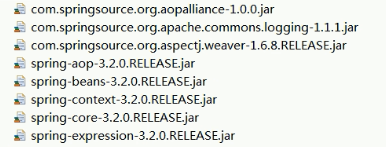 com.springsource.org.aopalliance-1.0.0.jar
com.springsource.org.apache.commons.logging-1.1.1.jar
com.springsource.org.aspectj.weaver-1.6.8.RELEASE.jar
spring-aop-3.2.0.RELEASE.jar
spring-beans-3.2.0.RELEASE.jar
spring-context-3.2.0.RELEASE.jar
spring-core-3.2.0.RELEASE.jar
spring-expression-3.2.0.RELEASE.jar